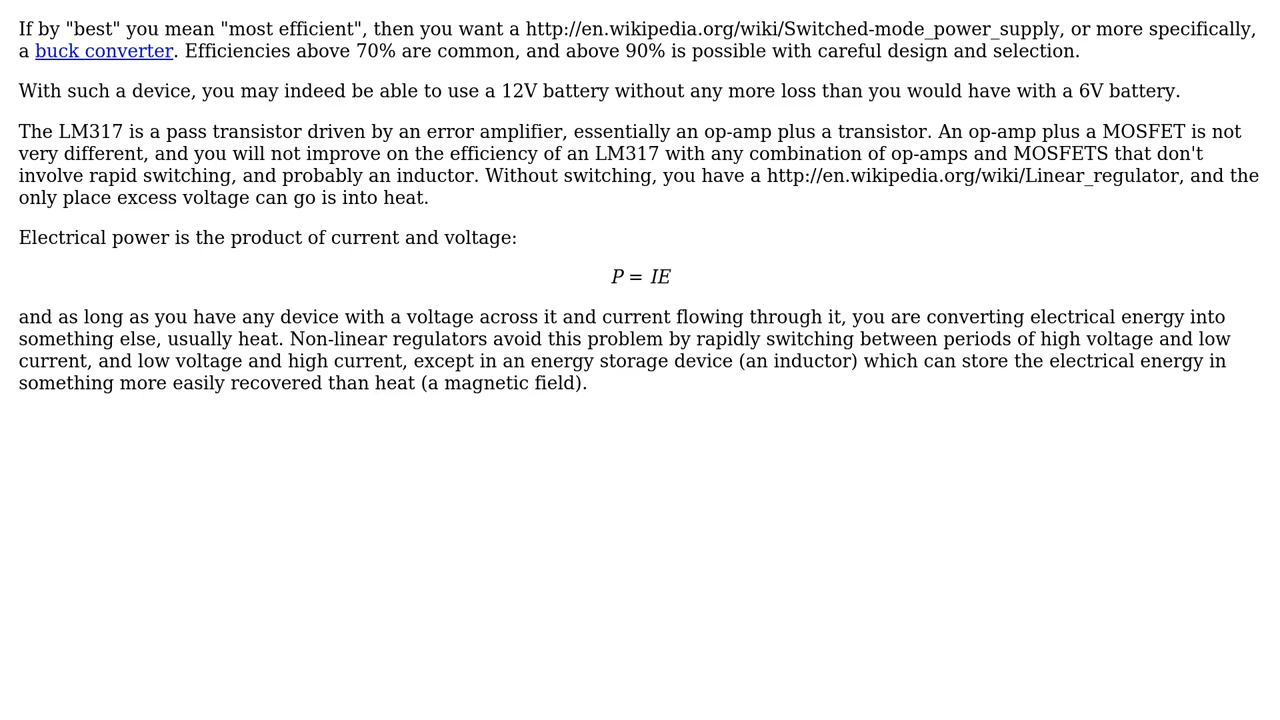 If by "best" you mean "most efficient", then you want a http://en.wikipedia.org/wiki/Switched-mode_power_supply, or more specifically,
a buck converter. Efficiencies above 70% are common, and above 90% is possible with careful design and selection.
With such a device, you may indeed be able to use a 12V battery without any more loss than you would have with a 6V battery.
The LM317 is a pass transistor driven by an error amplifier, essentially an op-amp plus a transistor. An op-amp plus a MOSFET is not
very different, and you will not improve on the efficiency of an LM317 with any combination of op-amps and MOSFETS that don't
involve rapid switching, and probably an inductor. Without switching, you have a http://en.wikipedia.org/wiki/Linear_regulator, and the
only place excess voltage can go is into heat.
Electrical power is the product of current and voltage:
P = IE
and as long as you have any device with a voltage across it and current flowing through it, you are converting electrical energy into
something else, usually heat. Non-linear regulators avoid this problem by rapidly switching between periods of high voltage and low
current, and low voltage and high current, except in an energy storage device (an inductor) which can store the electrical energy in
something more easily recovered than heat (a magnetic field).